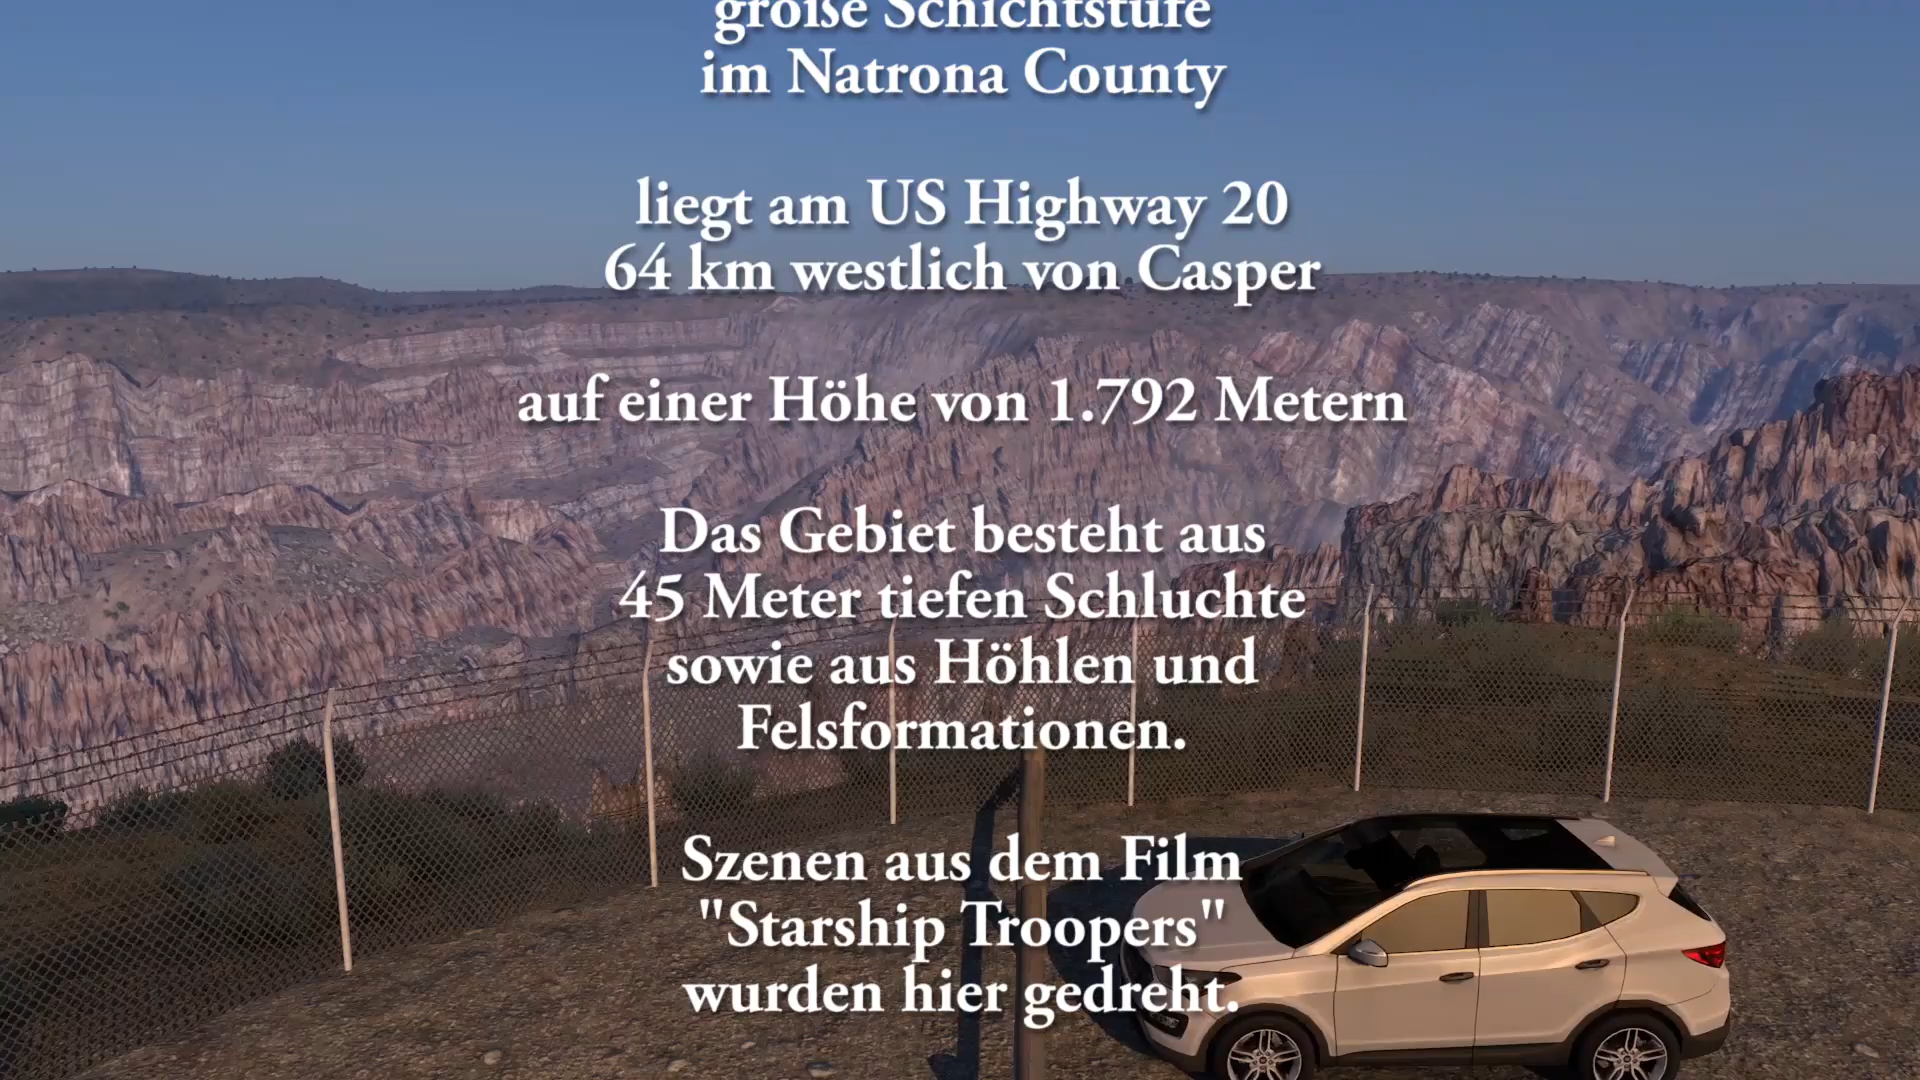 große Schichtstufe
im Natrona County
liegt am US Highway 20
64 km westlich von Casper
auf einer Höhe von 1.792 Metern
Das Gebiet besteht aus
45 Meter tiefen Schluchte
sowie aus Höhlen und
Felsformationen.
Szenen aus dem Film
"Starship Troopers"
wurden hier gedreht.